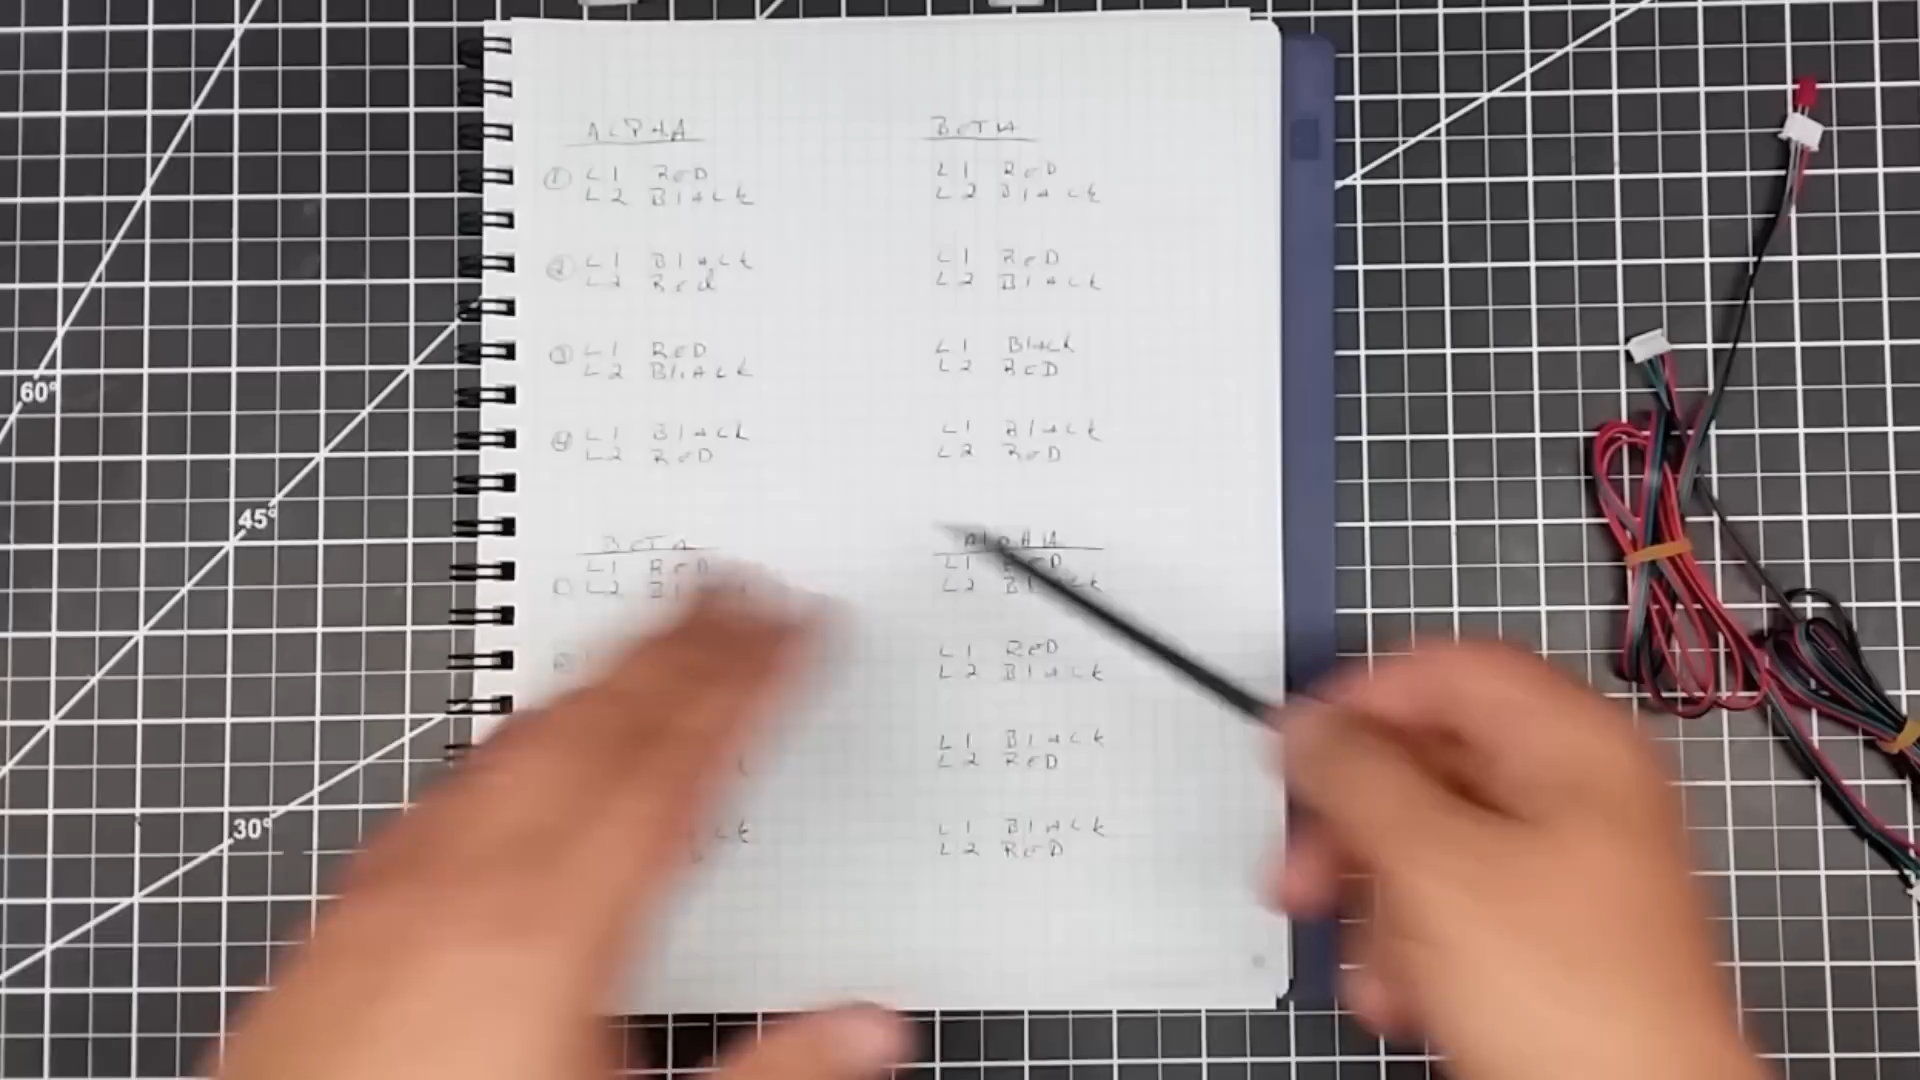 ALPHA
① L1 ReD
L2 BlAck
② L1 BlAck
L2 Red
③ L1 ReD
L2 BlAck
④ L1 BlAck
L2 ReD
BeTA
L1 ReD
L2 BlAck
L1 ReD
L2 BlAck
L1 Black
L2 ReD
L1 BlAck
L2 ReD
BeTA
L1 ReD
L2
AlpHA
L1 ReD
L2 BlAck
L1 ReD
L2 BlAck
L1 BlAck
L2 ReD
L1 BlAck
L2 ReD
60°
45°
30°